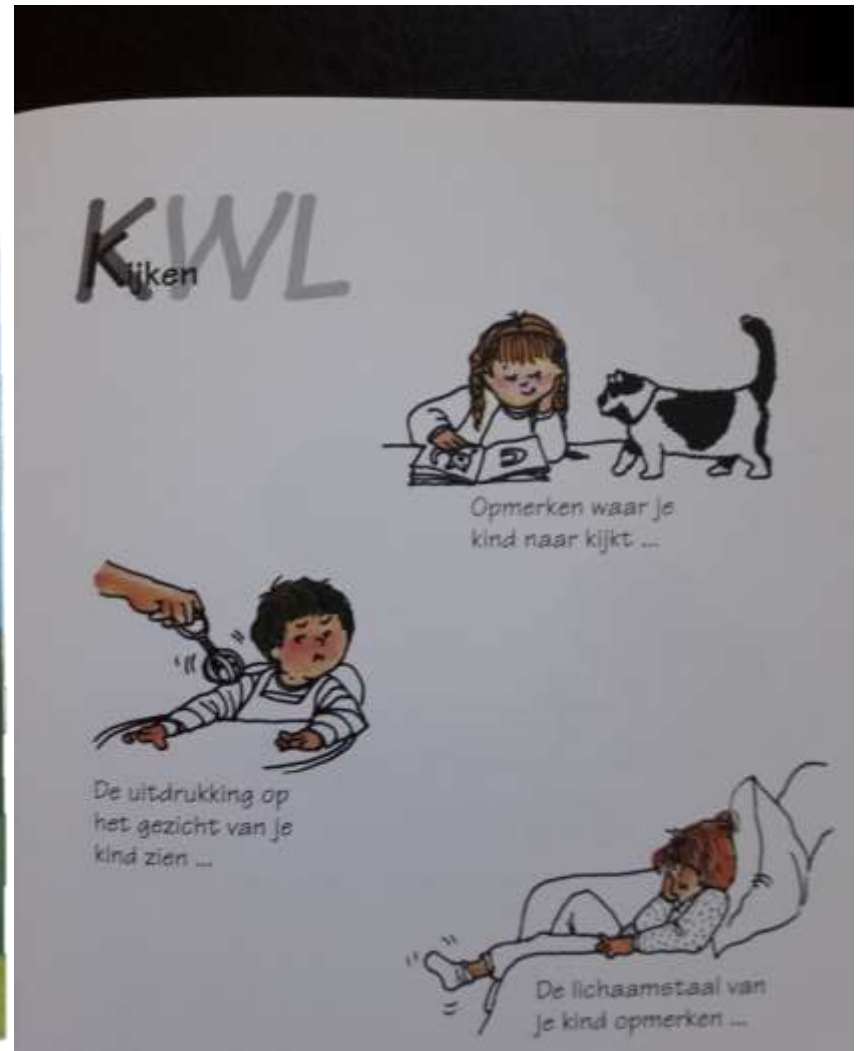 KWL
Kijken
Opmerken waar je
kind naar kijkt ...
De uitdrukking op
het gezicht van je
kind zien ...
De lichaamstaal van
je kind opmerken ...